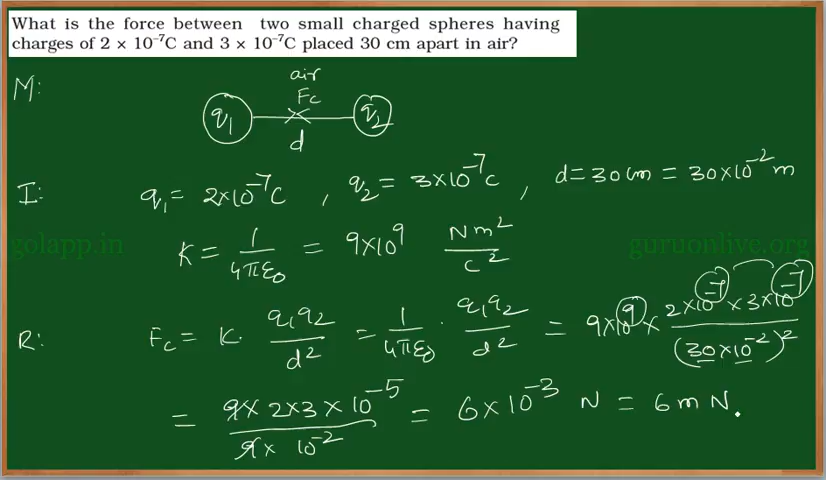 What is the force between two small charged spheres having
charges of 2 × 10⁻⁷C and 3 × 10⁻⁷C placed 30 cm apart in air?
M:
air
Fc
q₁ q₂
d
I: q₁ = 2×10⁻⁷C , q₂ = 3×10⁻⁷C , d = 30 cm = 30×10⁻² m
golapp.in
K = 1/4πε₀ = 9×10⁹ Nm²/C²
guruonlive.org
R: Fc = K · q₁q₂/d² = 1/4πε₀ · q₁q₂/d² = 9×10⁹ × 2×10⁻⁷ × 3×10⁻⁷/(30×10⁻²)²
= 9×2×3×10⁻⁵/9×10⁻² = 6×10⁻³ N = 6 m N.